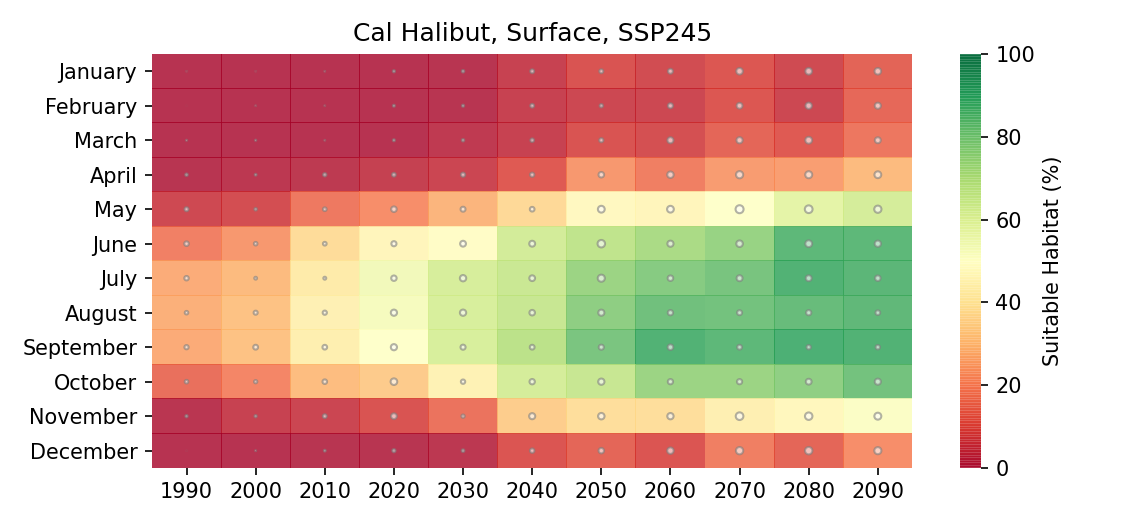 Cal Halibut, Surface, SSP245
January
February
March
April
May
June
July
August
September
October
November
December
1990 2000 2010 2020 2030 2040 2050 2060 2070 2080 2090
100
80
60
40
20
0
Suitable Habitat (%)